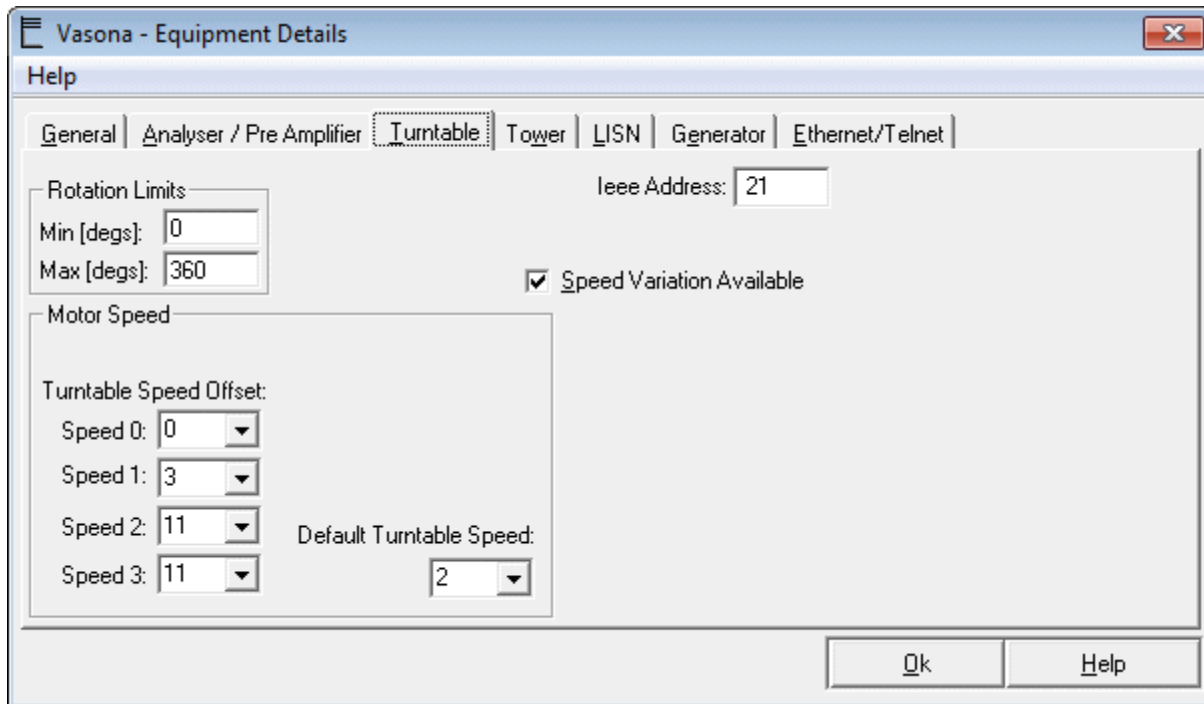 Vasona - Equipment Details
Help
General Analyser / Pre Amplifier Turntable Tower LISN Generator Ethernet/Telnet
Rotation Limits
Ieee Address: 21
Min [degs]: 0
Max [degs]: 360
Speed Variation Available
Motor Speed
Turntable Speed Offset:
Speed 0: 0
Speed 1: 3
Speed 2: 11
Default Turntable Speed:
Speed 3: 11
2
Ok Help